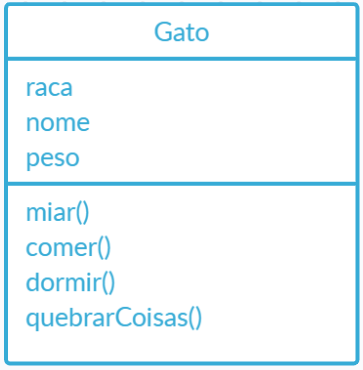 Gato
raca
nome
peso
miar()
comer()
dormir()
quebrarCoisas()